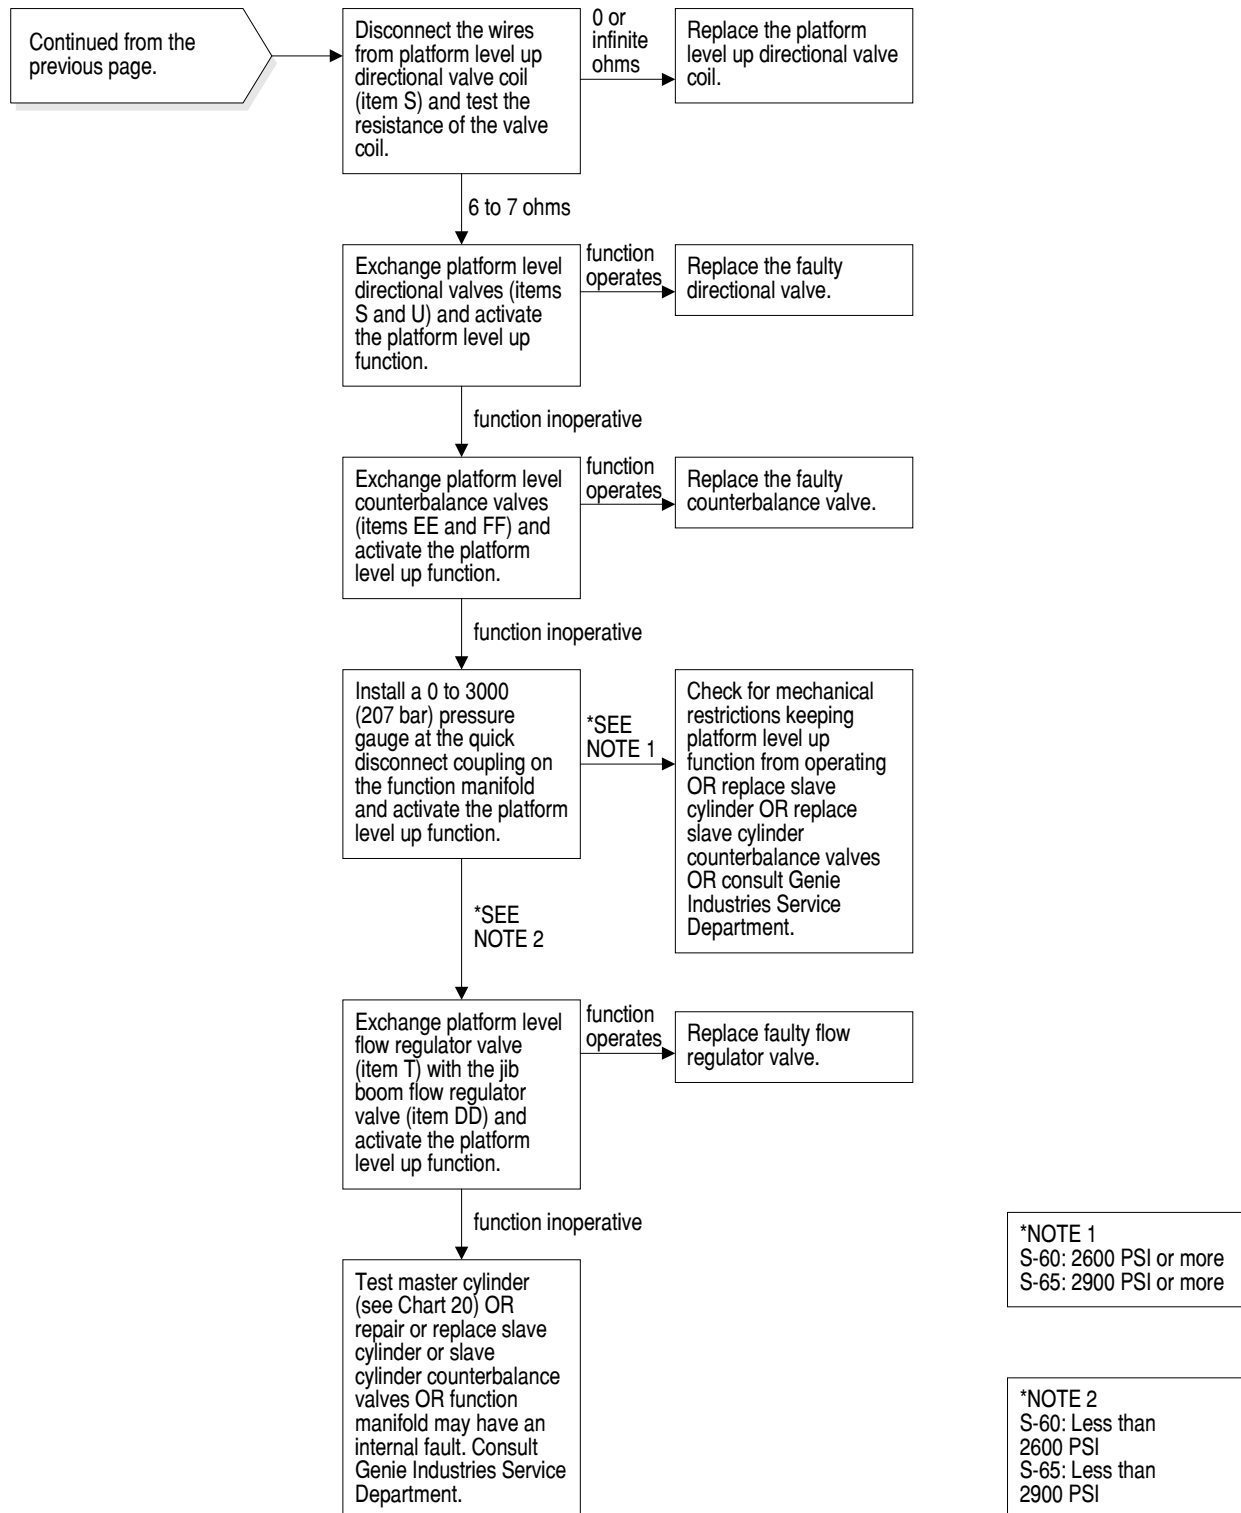 Continued from the
previous page.
Disconnect the wires
from platform level up
directional valve coil
(item S) and test the
resistance of the valve
coil.
0 or
infinite
ohms
Replace the platform
level up directional valve
coil.
6 to 7 ohms
Exchange platform level
directional valves (items
S and U) and activate
the platform level up
function.
function
operates
Replace the faulty
directional valve.
function inoperative
Exchange platform level
counterbalance valves
(items EE and FF) and
activate the platform
level up function.
function
operates
Replace the faulty
counterbalance valve.
function inoperative
Install a 0 to 3000
(207 bar) pressure
gauge at the quick
disconnect coupling on
the function manifold
and activate the platform
level up function.
*SEE
NOTE 1
Check for mechanical
restrictions keeping
platform level up
function from operating
OR replace slave
cylinder OR replace
slave cylinder
counterbalance valves
OR consult Genie
Industries Service
Department.
*SEE
NOTE 2
Exchange platform level
flow regulator valve
(item T) with the jib
boom flow regulator
valve (item DD) and
activate the platform
level up function.
function
operates
Replace faulty flow
regulator valve.
function inoperative
Test master cylinder
(see Chart 20) OR
repair or replace slave
cylinder or slave
cylinder counterbalance
valves OR function
manifold may have an
internal fault. Consult
Genie Industries Service
Department.
*NOTE 1
S-60: 2600 PSI or more
S-65: 2900 PSI or more
*NOTE 2
S-60: Less than
2600 PSI
S-65: Less than
2900 PSI